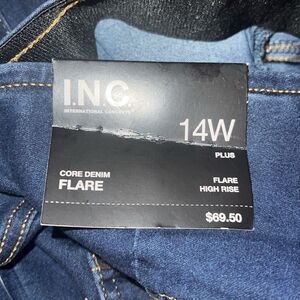 I.N.C.
INTERNATIONAL CONCEPTS
14W
PLUS
CORE DENIM
FLARE
FLARE
HIGH RISE
$69.50